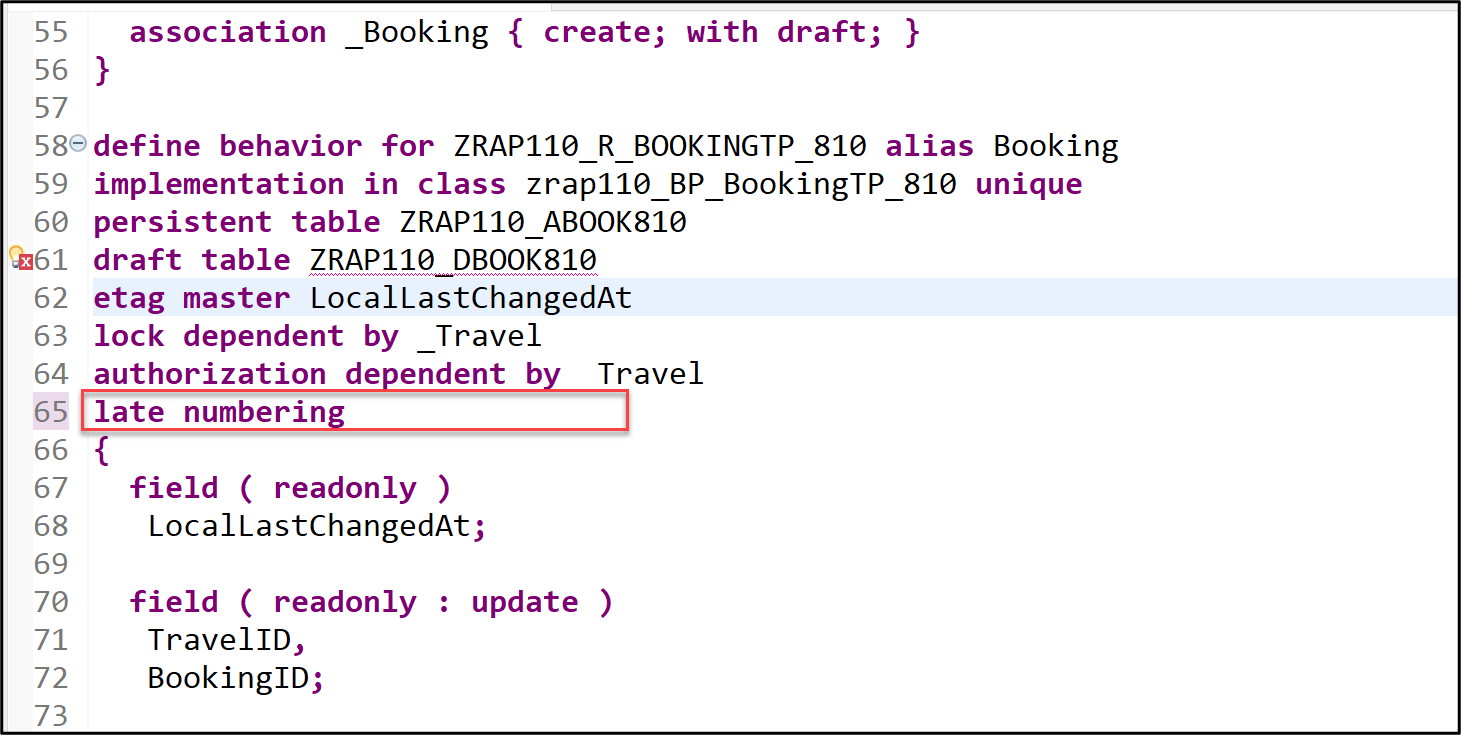 55 association _Booking { create; with draft; }
56 }
57
58 define behavior for ZRAP110_R_BOOKINGTP_810 alias Booking
59 implementation in class zrap110_BP_BookingTP_810 unique
60 persistent table ZRAP110_ABOOK810
61 draft table ZRAP110_DBOOK810
62 etag master LocalLastChangedAt
63 lock dependent by _Travel
64 authorization dependent by Travel
65 late numbering
66 {
67 field ( readonly )
68 LocalLastChangedAt;
69
70 field ( readonly : update )
71 TravelID,
72 BookingID;
73